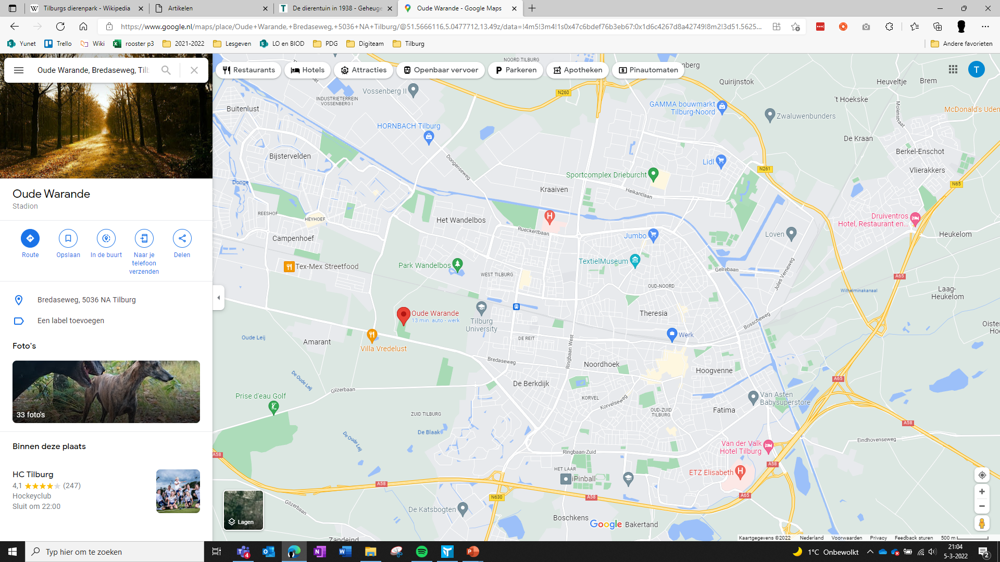 Tilburgs dierenpark - Wikipedia
Artikelen
De dierentuin in 1938 - Geheuge
Oude Warande - Google Maps
https://www.google.nl/maps/place/Oude+Warande,+Bredaseweg,+5036+NA+Tilburg/@51.5666116,5.0477712,13.49z/data=!4m5!3m4!1s0x47c6bdef76b3eb67:0x1d6c4267d8a42749!8m2!3d51.5625...
Yunet
Trello
Wiki
rooster p3
2021-2022
Lesgeven
LO en BIOD
PDG
Digiteam
Tilburg
Andere favorieten
Oude Warande, Bredaseweg, Tilb
Restaurants
Hotels
Attracties
Openbaar vervoer
Parkeren
Apotheken
Pinautomaten
T
Oude Warande
Stadion
Route
Opslaan
In de buurt
Naar je
telefoon
verzenden
Delen
Bredaseweg, 5036 NA Tilburg
Een label toevoegen
Foto's
33 foto's
Binnen deze plaats
HC Tilburg
4,1 ★★★★★ (247)
Hockeyclub
Sluit om 22:00
NOORD TILBURG
nberg
Quirijnstok
Heuveltje
Brem
Vossenberg II
N260
INDUSTRIETERREIN
VOSSENBERG I
't Hoekske
Buitenlust
GAMMA bouwmarkt
Tilburg-Noord
Zwaluwenbunders
Molenstraat
McDonald's Uden
HORNBACH Tilburg
De Kraan
Bijstervelden
Berkel-Enschot
Dongenseweg
Lidl
N261
Vlierakkers
Sportcomplex Drieburcht
Donge
Kraaiven
Heikantlaan
N65
REESHOF
HEYHOEF
Het Wandelbos
Rueckertbaan
Druiventros
Hotel, Restaurant en...
Campenhoef
Jumbo
Loven
Heukelom
Tex-Mex Streetfood
Park Wandelbos
TextielMuseum
Gelrebaan
Jules Verneweg
WEST TILBURG
A65
OUD-NOORD
Wilhelminakanaal
Laag-
Heukelom
Oude Warande
13 min. auto - werk
Tilburg
University
Theresia
Bosscheweg
Oister
Ho
Oude Leij
Amarant
Villa Vredelust
DE REIT
Ringbaan West
Werk
Bredaseweg
Noordhoek
Hoogvenne
De Oude Leij
Gilzerbaan
De Berkdijk
A65
Prise d'eau Golf
KORVEL
Korvelseweg
Van Asten
Babysuperstore
ZUID TILBURG
OUD-ZUID
TILBURG
Fatima
De Blaak
De Oude Leij
A58
Eindhovenseweg
A58
Ringbaan-Zuid
Van der Valk
Hotel Tilburg
A58
HET LAAR
iPinball
ETZ Elisabeth
A58
N630
A58
A65
Gilzerbaan
De Katsbogten
Boschkens
Google
Bakertand
Lagen
Zandeind
Kaartgegevens ©2022
Nederland
Voorwaarden
Privacy
Feedback sturen
500 m
Typ hier om te zoeken
4
1°C Onbewolkt
21:04
5-3-2022
2